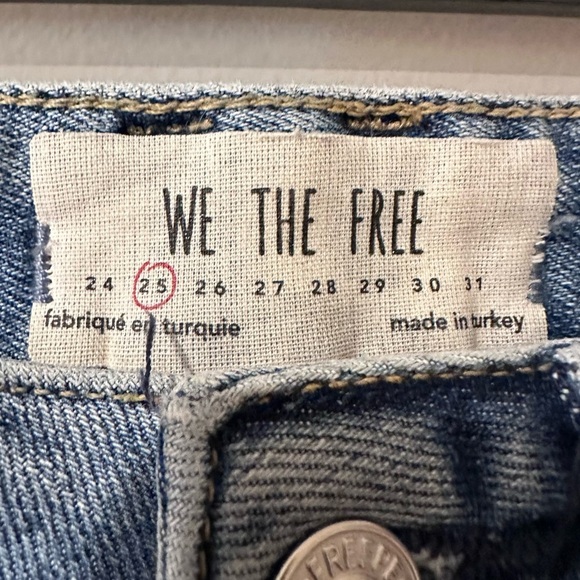 WE THE FREE
24 25 26 27 28 29 30 31
fabriqué en turquie made in turkey